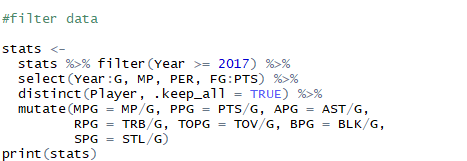 #filter data
stats <-
stats %>% filter(Year >= 2017) %>%
select(Year:G, MP, PER, FG:PTS) %>%
distinct(Player, .keep_all = TRUE) %>%
mutate(MPG = MP/G, PPG = PTS/G, APG = AST/G,
RPG = TRB/G, TOPG = TOV/G, BPG = BLK/G,
SPG = STL/G)
print(stats)